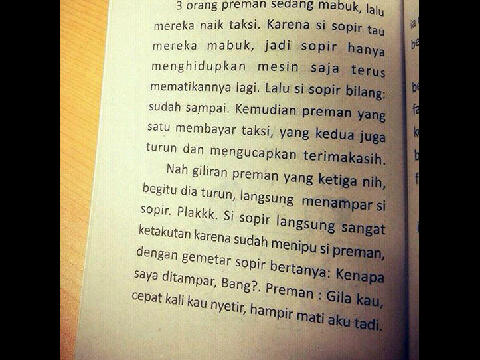 3 orang preman sedang mabuk, lalu
mereka naik taksi. Karena si sopir tau
mereka mabuk, jadi sopir hanya
menghidupkan mesin saja terus
mematikannya lagi. Lalu si sopir bilang:
sudah sampai. Kemudian preman yang
satu membayar taksi, yang kedua juga
turun dan mengucapkan terimakasih.
Nah giliran preman yang ketiga nih,
begitu dia turun, langsung menampar si
sopir. Plakkk. Si sopir langsung sangat
ketakutan karena sudah menipu si preman,
dengan gemetar sopir bertanya: Kenapa
saya ditampar, Bang?. Preman : Gila kau,
cepat kali kau nyetir, hampir mati aku tadi.